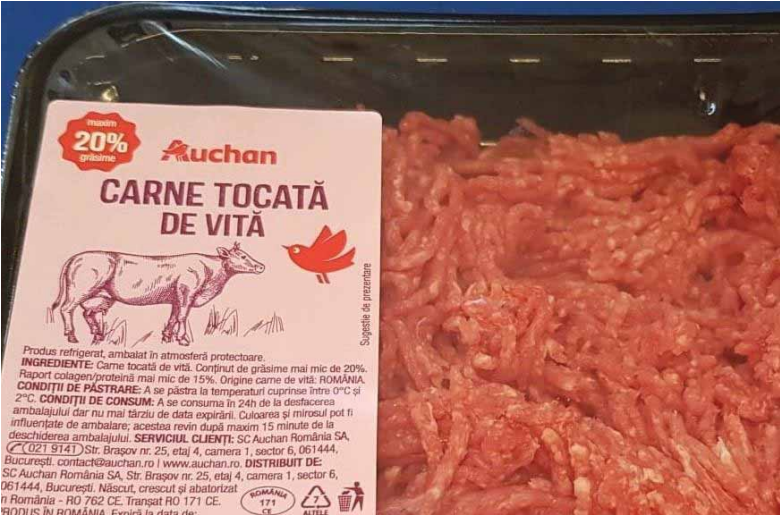 maxim
20%
grăsime
Auchan
CARNE TOCATĂ
DE VITĂ
Sugestie de prezentare
Produs refrigerat, ambalat în atmosferă protectoare.
INGREDIENTE: Carne tocată de vită. Conținut de grăsime mai mic de 20%.
Raport colagen/proteină mai mic de 15%. Origine carne de vită: ROMÂNIA.
CONDIȚII DE PĂSTRARE: A se păstra la temperaturi cuprinse între 0°C și
2°C. CONDIȚII DE CONSUM: A se consuma în 24h de la desfacerea
ambalajului dar nu mai târziu de data expirării. Culoarea și mirosul pot fi
influențate de ambalare; acestea revin după maxim 15 minute de la
deschiderea ambalajului. SERVICIUL CLIENȚI: SC Auchan România SA,
(021 9141) Str. Brașov nr. 25, etaj 4, camera 1, sector 6, 061444,
București. contact@auchan.ro | www.auchan.ro. DISTRIBUIT DE:
SC Auchan România SA, Str. Brașov nr. 25, etaj 4, camera 1, sector 6,
061444, București. Născut, crescut și abatorizat
n România - RO 762 CE. Tranșat RO 171 CE.
PRODUS ÎN ROMÂNIA. Expiră la data de:
ROMÂNIA
171
CE
7
ALTELE